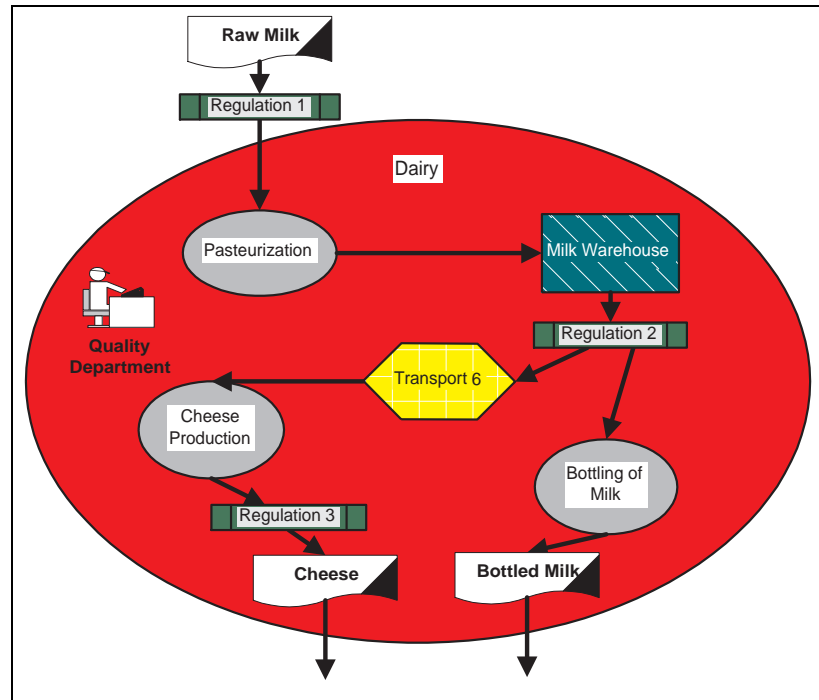 Raw Milk
Regulation 1
Dairy
Pasteurization
Milk Warehouse
Quality
Department
Regulation 2
Transport 6
Cheese
Production
Bottling of
Milk
Regulation 3
Cheese
Bottled Milk